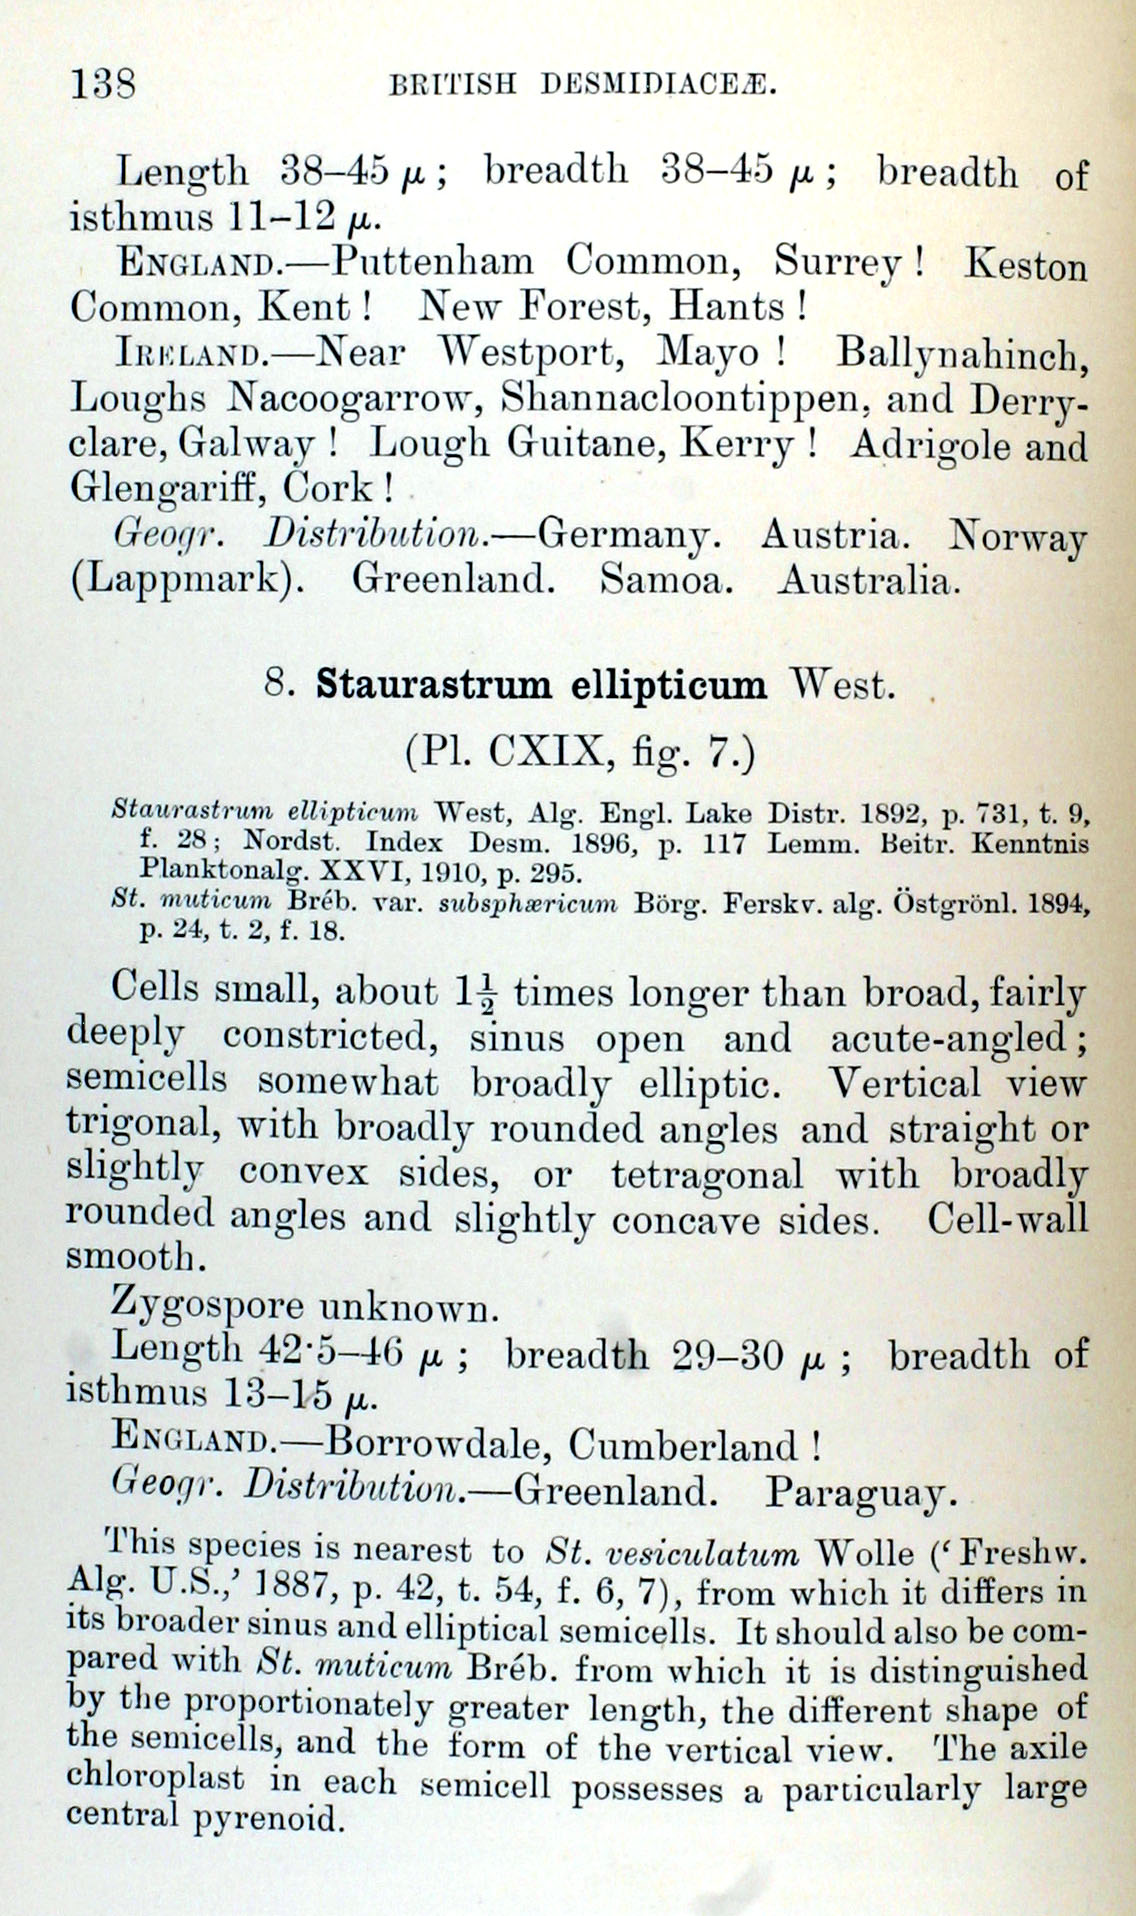 138 BRITISH DESMIDIACEÆ.
Length 38–45 µ ; breadth 38–45 µ ; breadth of
isthmus 11–12 µ.
ENGLAND.—Puttenham Common, Surrey ! Keston
Common, Kent ! New Forest, Hants !
IRELAND.—Near Westport, Mayo ! Ballynahinch,
Loughs Nacoogarrow, Shannacloontippen, and Derry-
clare, Galway ! Lough Guitane, Kerry ! Adrigole and
Glengariff, Cork !
Geogr. Distribution.—Germany. Austria. Norway
(Lappmark). Greenland. Samoa. Australia.
8. Staurastrum ellipticum West.
(Pl. CXIX, fig. 7.)
Staurastrum ellipticum West, Alg. Engl. Lake Distr. 1892, p. 731, t. 9,
f. 28 ; Nordst. Index Desm. 1896, p. 117 Lemm. Beitr. Kenntnis
Planktonalg. XXVI, 1910, p. 295.
St. muticum Bréb. var. subsphæricum Börg. Ferskv. alg. Östgrönl. 1894,
p. 24, t. 2, f. 18.
Cells small, about 1½ times longer than broad, fairly
deeply constricted, sinus open and acute-angled ;
semicells somewhat broadly elliptic. Vertical view
trigonal, with broadly rounded angles and straight or
slightly convex sides, or tetragonal with broadly
rounded angles and slightly concave sides. Cell-wall
smooth.
Zygospore unknown.
Length 42·5–46 µ ; breadth 29–30 µ ; breadth of
isthmus 13–15 µ.
ENGLAND.—Borrowdale, Cumberland !
Geogr. Distribution.—Greenland. Paraguay.
This species is nearest to St. vesiculatum Wolle (‘ Freshw.
Alg. U.S.,’ 1887, p. 42, t. 54, f. 6, 7), from which it differs in
its broader sinus and elliptical semicells. It should also be com-
pared with St. muticum Bréb. from which it is distinguished
by the proportionately greater length, the different shape of
the semicells, and the form of the vertical view. The axile
chloroplast in each semicell possesses a particularly large
central pyrenoid.